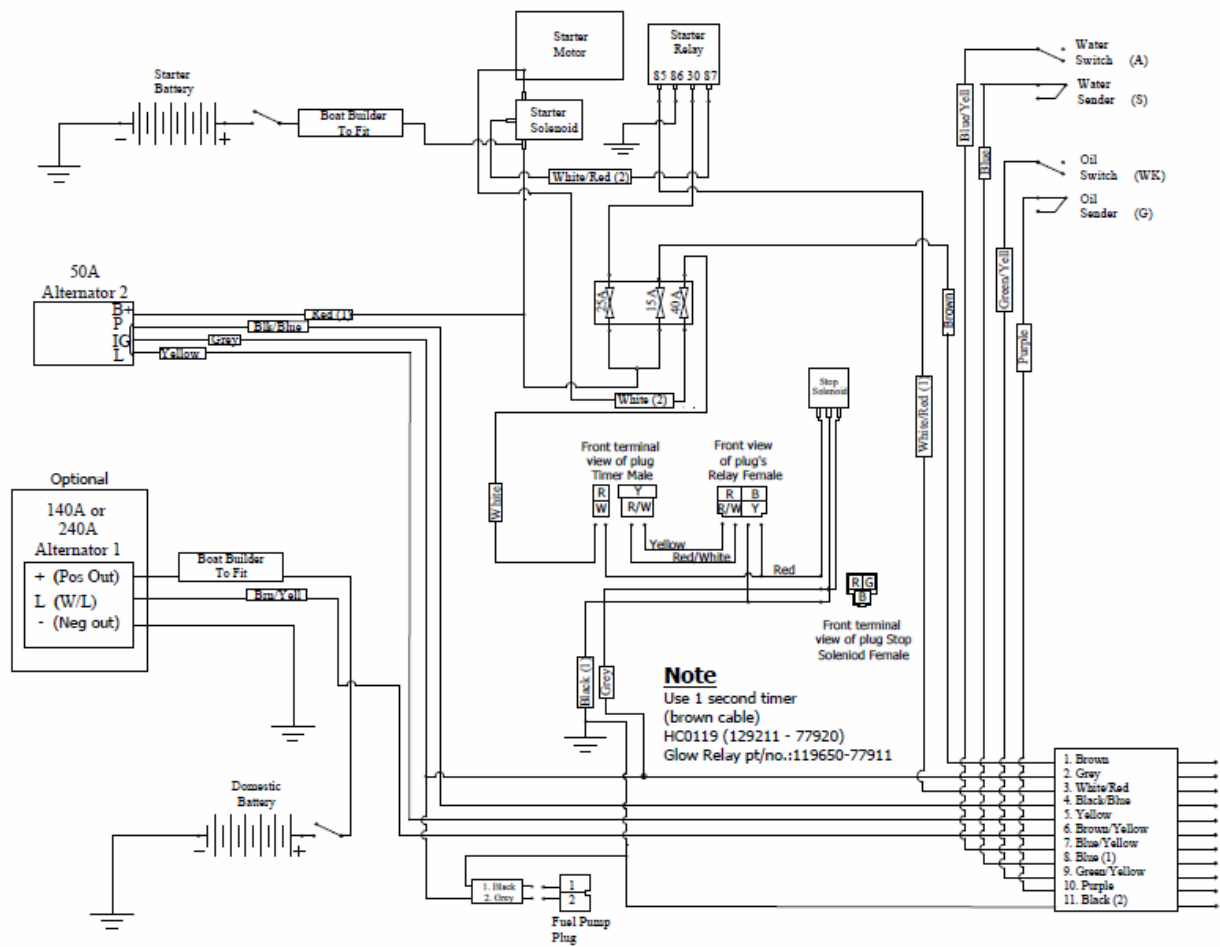 Starter
Motor
Starter
Relay
85 86 30 87
Water
Switch (A)
Water
Sender (S)
Oil
Switch (WK)
Oil
Sender (G)
Starter
Battery
- +
Boat Builder
To Fit
Starter
Solenoid
White/Red (2)
Blue/Yell
Blue
Green/Yell
Purple
Brown
White/Red (1)
50A
Alternator 2
B+
P
IG
L
Red (1)
Blk/Blue
Grey
Yellow
25A
15A
40A
White (2)
Stop
Solenoid
Front terminal
view of plug
Timer Male
R
W
Y
R/W
Front view
of plug's
Relay Female
R B
R/W Y
White
Yellow
Red/White
Red
R G
B
Front terminal
view of plug Stop
Soleniod Female
Optional
140A or
240A
Alternator 1
+ (Pos Out)
L (W/L)
- (Neg out)
Boat Builder
To Fit
Brn/Yell
Black (1)
Grey
Note
Use 1 second timer
(brown cable)
HC0119 (129211 - 77920)
Glow Relay pt/no.:119650-77911
Domestic
Battery
- +
1. Black
2. Grey
1
2
Fuel Pump
Plug
1. Brown
2. Grey
3. White/Red
4. Black/Blue
5. Yellow
6. Brown/Yellow
7. Blue/Yellow
8. Blue (1)
9. Green/Yellow
10. Purple
11. Black (2)